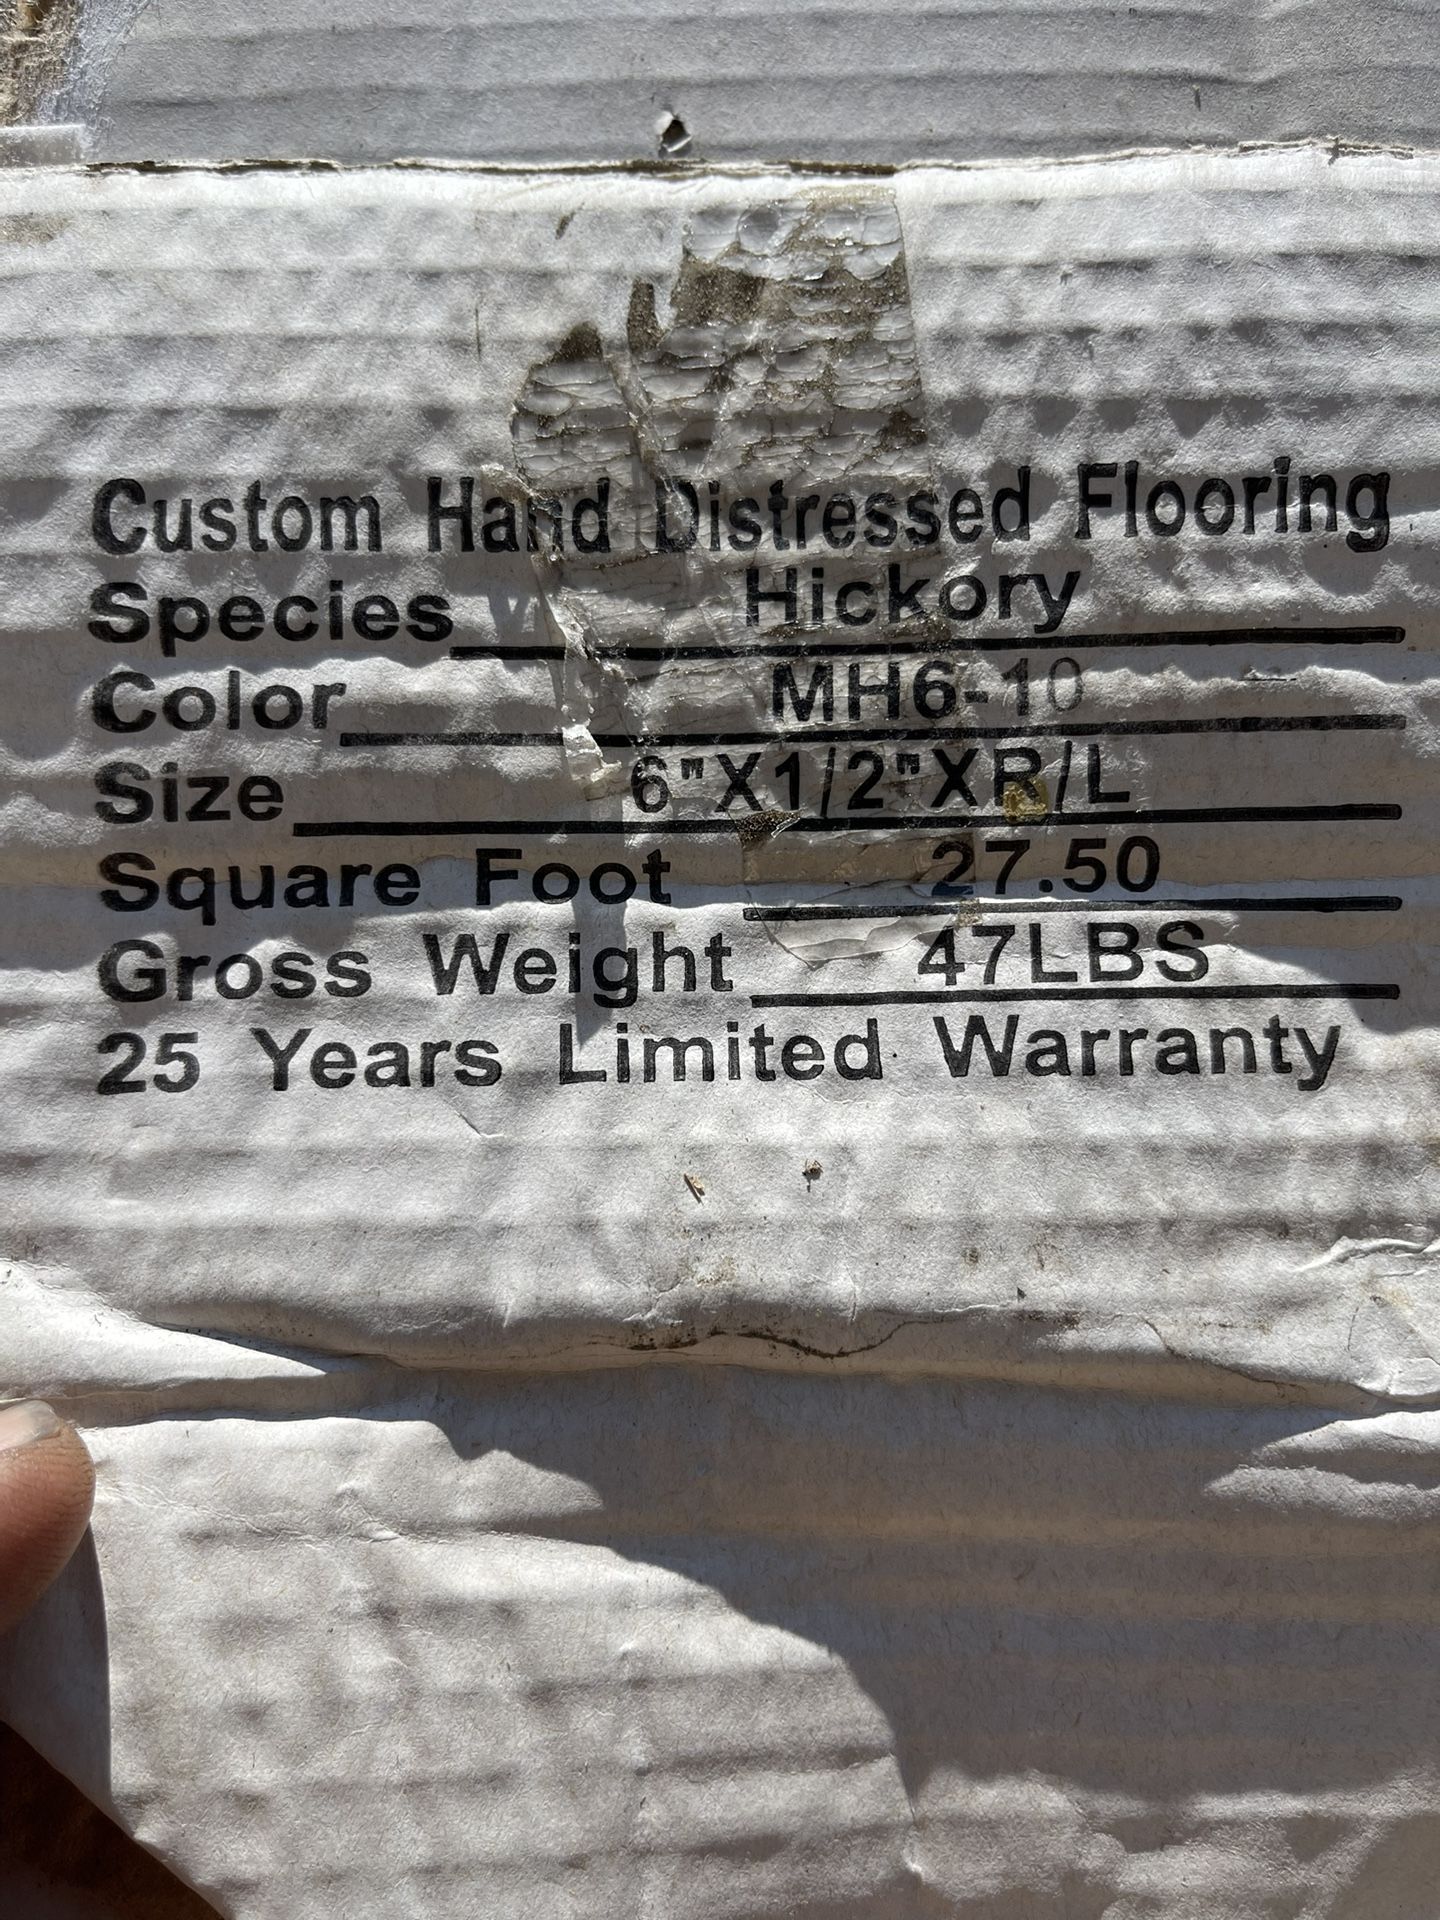 Custom Hand Distressed Flooring
Species Hickory
Color MH6-10
Size 6"X1/2"XR/L
Square Foot 27.50
Gross Weight 47LBS
25 Years Limited Warranty